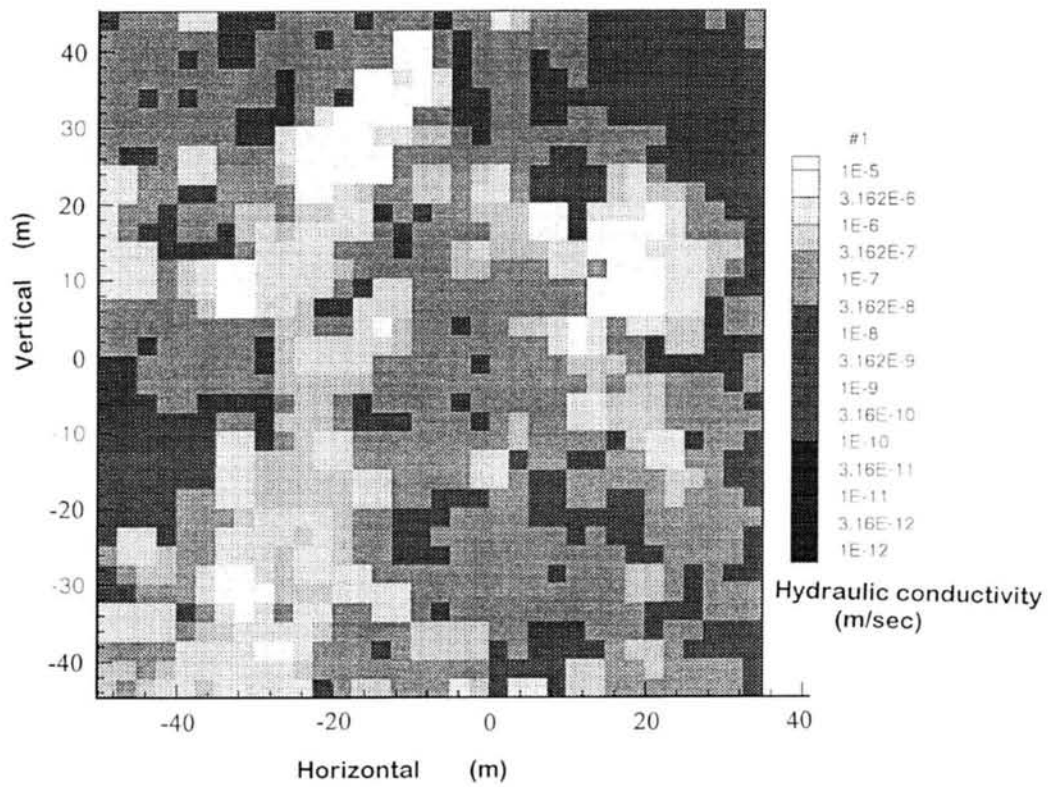 40
30
20
10
0
-10
-20
-30
-40
Vertical (m)
-40
-20
0
20
40
Horizontal (m)
#1
1E-5
3.162E-6
1E-6
3.162E-7
1E-7
3.162E-8
1E-8
3.162E-9
1E-9
3.16E-10
1E-10
3.16E-11
1E-11
3.16E-12
1E-12
Hydraulic conductivity
(m/sec)